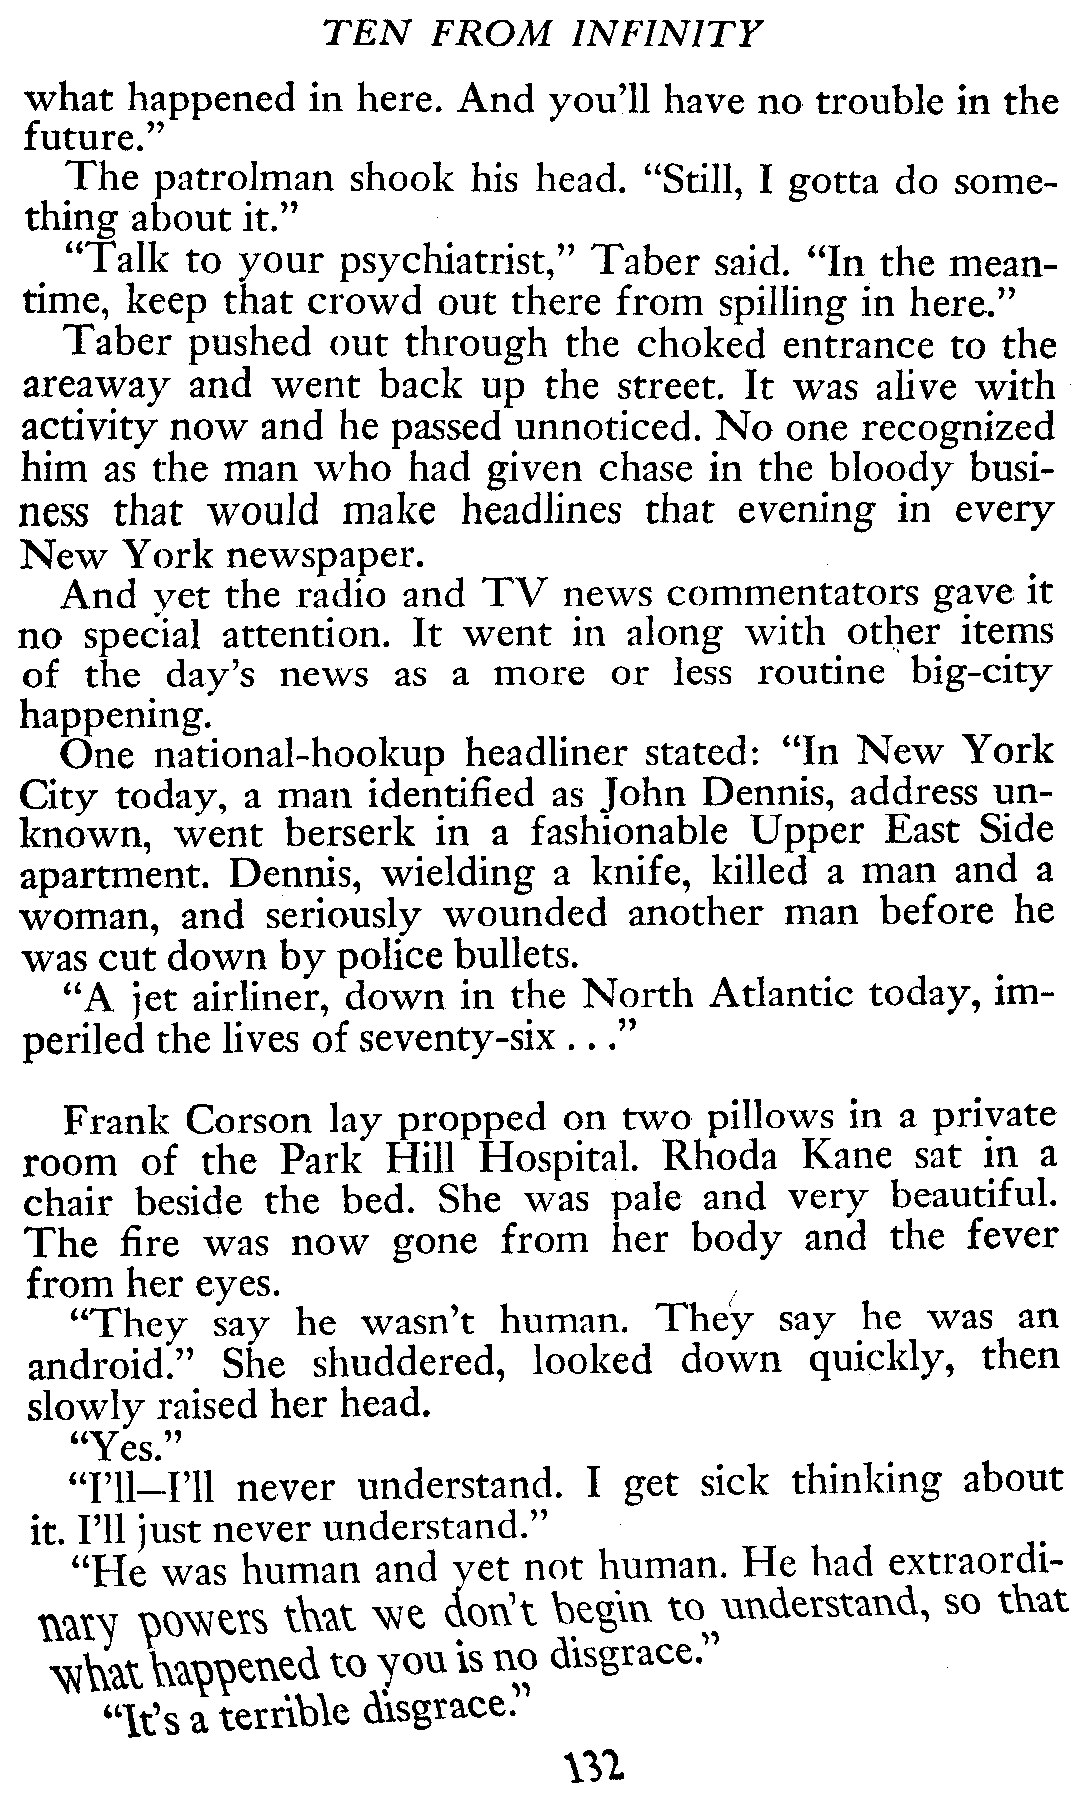 TEN FROM INFINITY
what happened in here. And you'll have no trouble in the
future.”
The patrolman shook his head. “Still, I gotta do some-
thing about it.”
“Talk to your psychiatrist,” Taber said. “In the mean-
time, keep that crowd out there from spilling in here.”
Taber pushed out through the choked entrance to the
areaway and went back up the street. It was alive with
activity now and he passed unnoticed. No one recognized
him as the man who had given chase in the bloody busi-
ness that would make headlines that evening in every
New York newspaper.
And yet the radio and TV news commentators gave it
no special attention. It went in along with other items
of the day's news as a more or less routine big-city
happening.
One national-hookup headliner stated: “In New York
City today, a man identified as John Dennis, address un-
known, went berserk in a fashionable Upper East Side
apartment. Dennis, wielding a knife, killed a man and a
woman, and seriously wounded another man before he
was cut down by police bullets.
“A jet airliner, down in the North Atlantic today, im-
periled the lives of seventy-six . . .”
Frank Corson lay propped on two pillows in a private
room of the Park Hill Hospital. Rhoda Kane sat in a
chair beside the bed. She was pale and very beautiful.
The fire was now gone from her body and the fever
from her eyes.
“They say he wasn't human. They say he was an
android.” She shuddered, looked down quickly, then
slowly raised her head.
“Yes.”
“I'll—I'll never understand. I get sick thinking about
it. I'll just never understand.”
“He was human and yet not human. He had extraordi-
nary powers that we don't begin to understand, so that
what happened to you is no disgrace.”
“It's a terrible disgrace.”
132